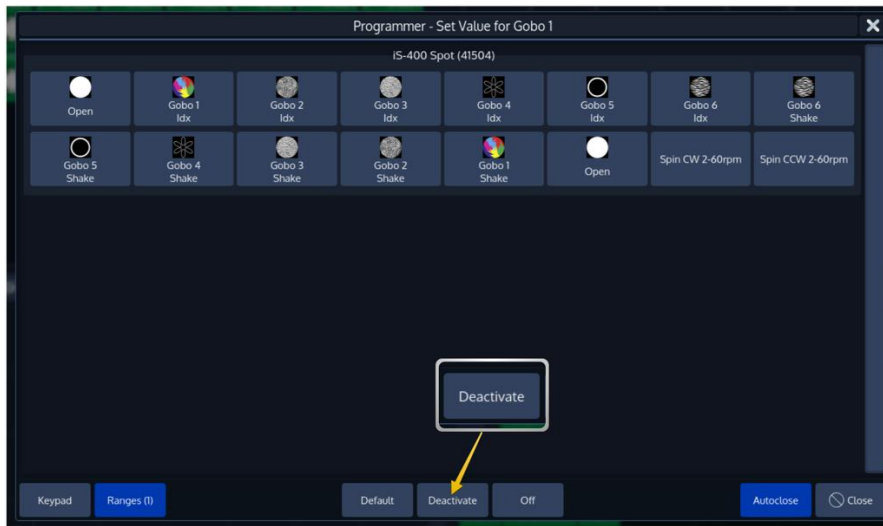 Programmer - Set Value for Gobo 1
iS-400 Spot (41504)
Open
Gobo 1
Idx
Gobo 2
Idx
Gobo 3
Idx
Gobo 4
Idx
Gobo 5
Idx
Gobo 6
Idx
Gobo 6
Shake
Gobo 5
Shake
Gobo 4
Shake
Gobo 3
Shake
Gobo 2
Shake
Gobo 1
Shake
Open
Spin CW 2-60rpm
Spin CCW 2-60rpm
Deactivate
Keypad
Ranges (1)
Default
Deactivate
Off
Autoclose
Close